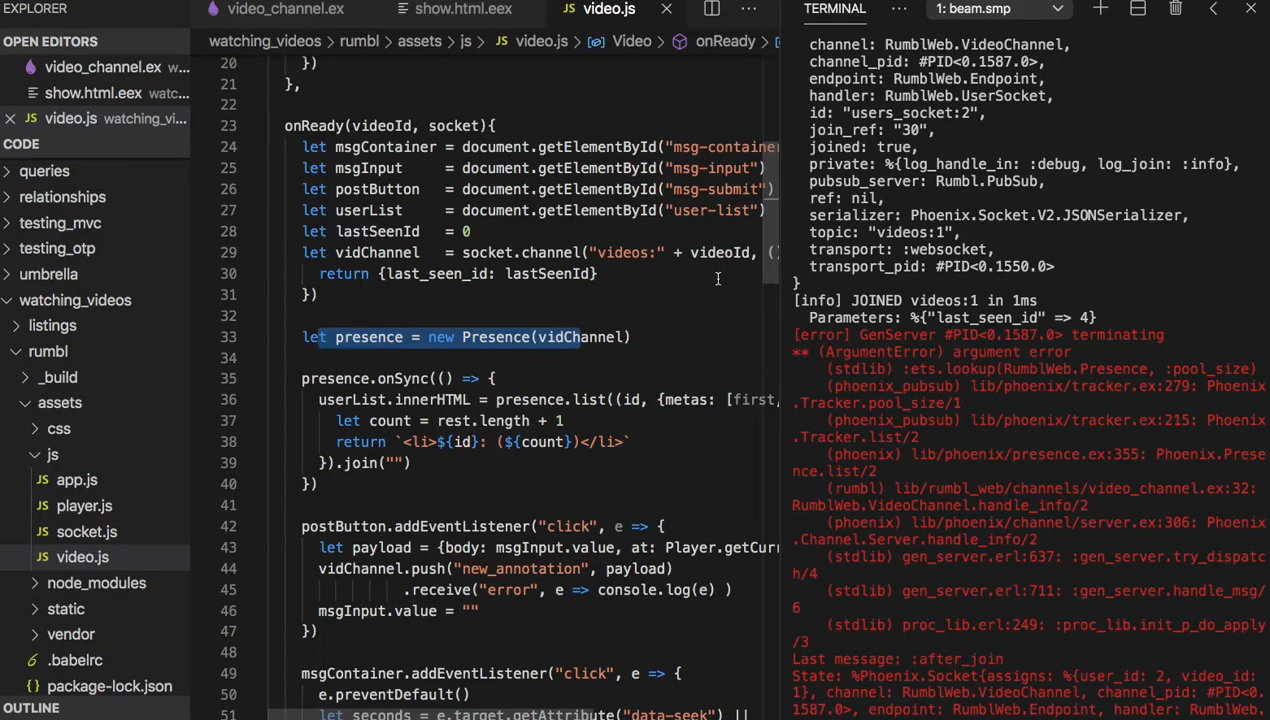 EXPLORER
OPEN EDITORS
video_channel.ex w...
show.html.eex watc...
JS video.js watching_vi...
CODE
queries
relationships
testing_mvc
testing_otp
umbrella
watching_videos
listings
rumbl
_build
assets
css
js
JS app.js
JS player.js
JS socket.js
JS video.js
node_modules
static
vendor
.babelrc
{} package-lock.json
OUTLINE
video_channel.ex
show.html.eex
JS video.js
watching_videos > rumbl > assets > js > JS video.js > Video > onReady >
20 })
21 },
22
23 onReady(videoId, socket){
24 let msgContainer = document.getElementById("msg-container
25 let msgInput = document.getElementById("msg-input")
26 let postButton = document.getElementById("msg-submit")
27 let userList = document.getElementById("user-list")
28 let lastSeenId = 0
29 let vidChannel = socket.channel("videos:" + videoId, ()
30 return {last_seen_id: lastSeenId}
31 })
32
33 let presence = new Presence(vidChannel)
34
35 presence.onSync(() => {
36 userList.innerHTML = presence.list((id, {metas: [first,
37 let count = rest.length + 1
38 return `<li>${id}: (${count})</li>`
39 }).join("")
40 })
41
42 postButton.addEventListener("click", e => {
43 let payload = {body: msgInput.value, at: Player.getCurr
44 vidChannel.push("new_annotation", payload)
45 .receive("error", e => console.log(e) )
46 msgInput.value = ""
47 })
48
49 msgContainer.addEventListener("click", e => {
50 e.preventDefault()
51 let seconds = e.target.getAttribute("data-seek") ||
TERMINAL
1: beam.smp
channel: RumblWeb.VideoChannel,
channel_pid: #PID<0.1587.0>,
endpoint: RumblWeb.Endpoint,
handler: RumblWeb.UserSocket,
id: "users_socket:2",
join_ref: "30",
joined: true,
private: %{log_handle_in: :debug, log_join: :info},
pubsub_server: Rumbl.PubSub,
ref: nil,
serializer: Phoenix.Socket.V2.JSONSerializer,
topic: "videos:1",
transport: :websocket,
transport_pid: #PID<0.1550.0>
}
[info] JOINED videos:1 in 1ms
Parameters: %{"last_seen_id" => 4}
[error] GenServer #PID<0.1587.0> terminating
** (ArgumentError) argument error
(stdlib) :ets.lookup(RumblWeb.Presence, :pool_size)
(phoenix_pubsub) lib/phoenix/tracker.ex:279: Phoenix
.Tracker.pool_size/1
(phoenix_pubsub) lib/phoenix/tracker.ex:215: Phoenix
.Tracker.list/2
(phoenix) lib/phoenix/presence.ex:355: Phoenix.Prese
nce.list/2
(rumbl) lib/rumbl_web/channels/video_channel.ex:32:
RumblWeb.VideoChannel.handle_info/2
(phoenix) lib/phoenix/channel/server.ex:306: Phoenix
.Channel.Server.handle_info/2
(stdlib) gen_server.erl:637: :gen_server.try_dispatc
h/4
(stdlib) gen_server.erl:711: :gen_server.handle_msg/
6
(stdlib) proc_lib.erl:249: :proc_lib.init_p_do_apply
/3
Last message: :after_join
State: %Phoenix.Socket{assigns: %{user_id: 2, video_id:
1}, channel: RumblWeb.VideoChannel, channel_pid: #PID<0.
1587.0>, endpoint: RumblWeb.Endpoint, handler: RumblWeb.